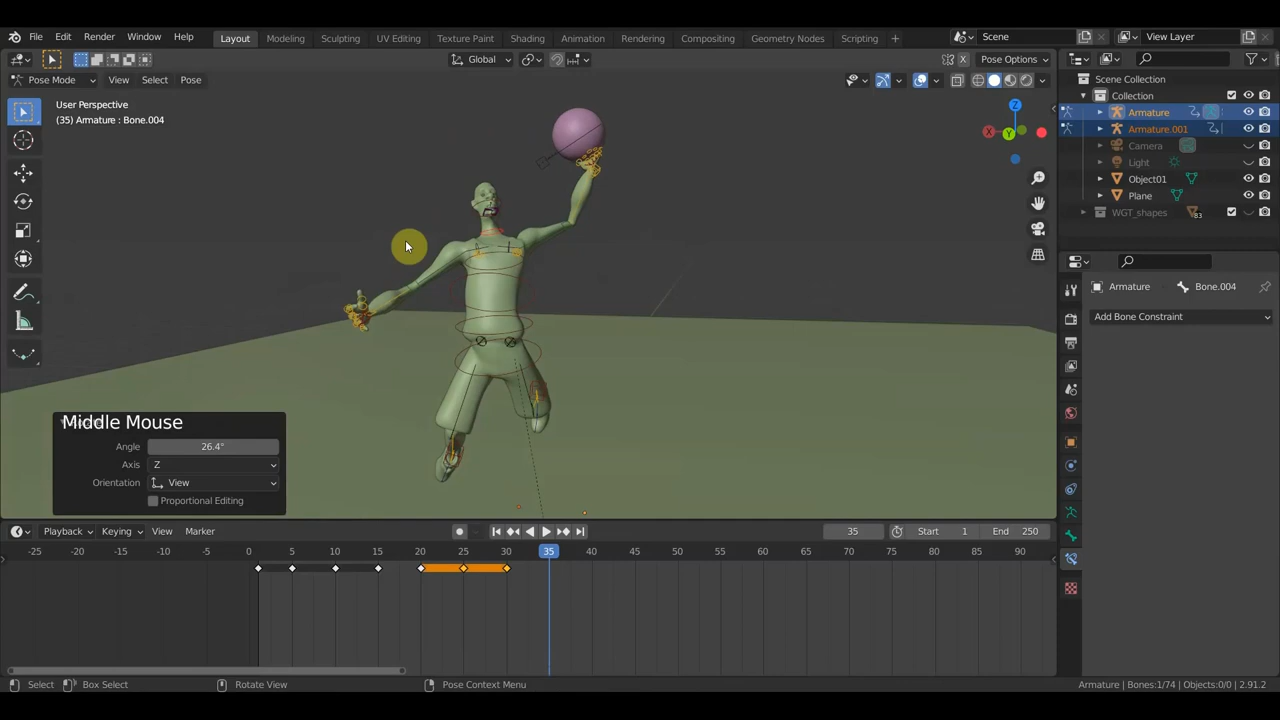 File Edit Render Window Help Layout Modeling Sculpting UV Editing Texture Paint Shading Animation Rendering Compositing Geometry Nodes Scripting + Scene View Layer
Global Pose Options
Pose Mode View Select Pose
User Perspective
(35) Armature : Bone.004
Z
X
Y
Scene Collection
Collection
Armature
Armature.001
Camera
Light
Object01
Plane
WGT_shapes 83
Armature Bone.004
Add Bone Constraint
Middle Mouse
Angle 26.4°
Axis Z
Orientation View
Proportional Editing
Playback Keying View Marker 35 Start 1 End 250
-25 -20 -15 -10 -5 0 5 10 15 20 25 30 35 40 45 50 55 60 65 70 75 80 85 90
Select Box Select Rotate View Pose Context Menu Armature | Bones:1/74 | Objects:0/0 | 2.91.2